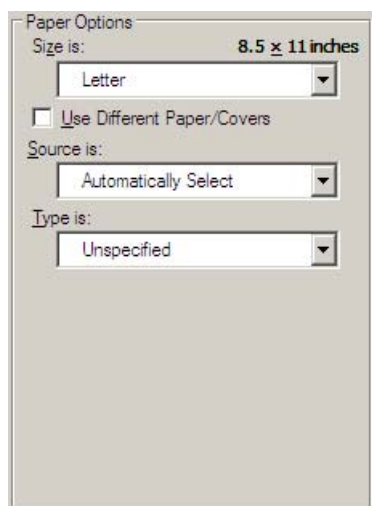 Paper Options
Size is: 8.5 × 11 inches
Letter
Use Different Paper/Covers
Source is:
Automatically Select
Type is:
Unspecified